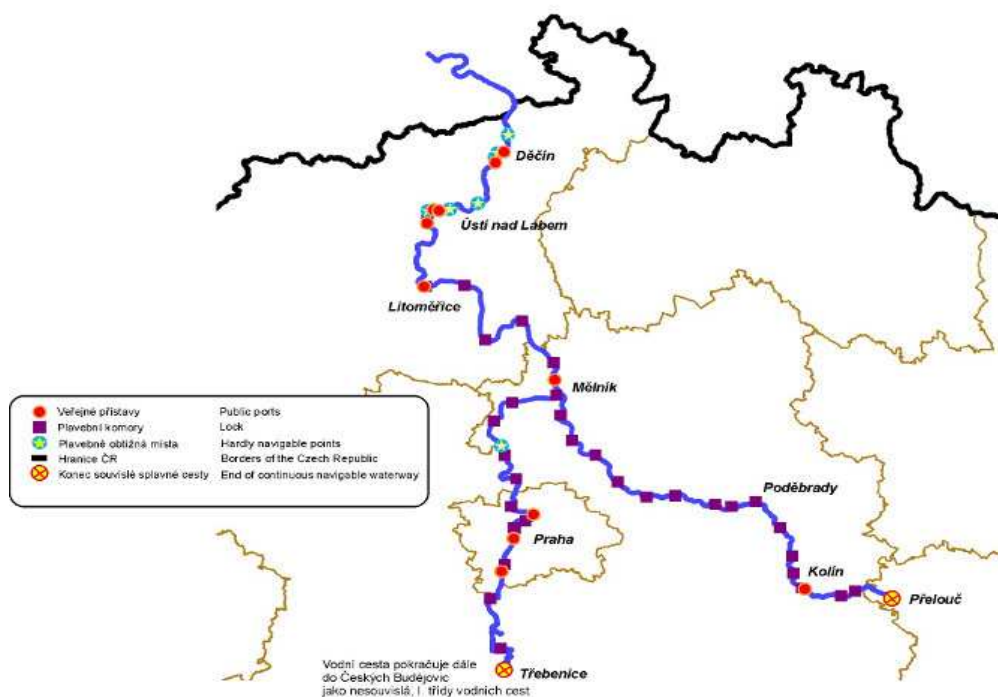 Děčín
Ústí nad Labem
Litoměřice
Mělník
Veřejné přístavy Public ports
Plavební komory Lock
Plavebně obtížná místa Hardly navigable points
Hranice ČR Borders of the Czech Republic
Konec souvislé splavné cesty End of continuous navigable waterway
Poděbrady
Praha
Kolín
Přelouč
Vodní cesta pokračuje dále
do Českých Budějovic
jako nesouvislá, I. třídy vodních cest
Třebenice